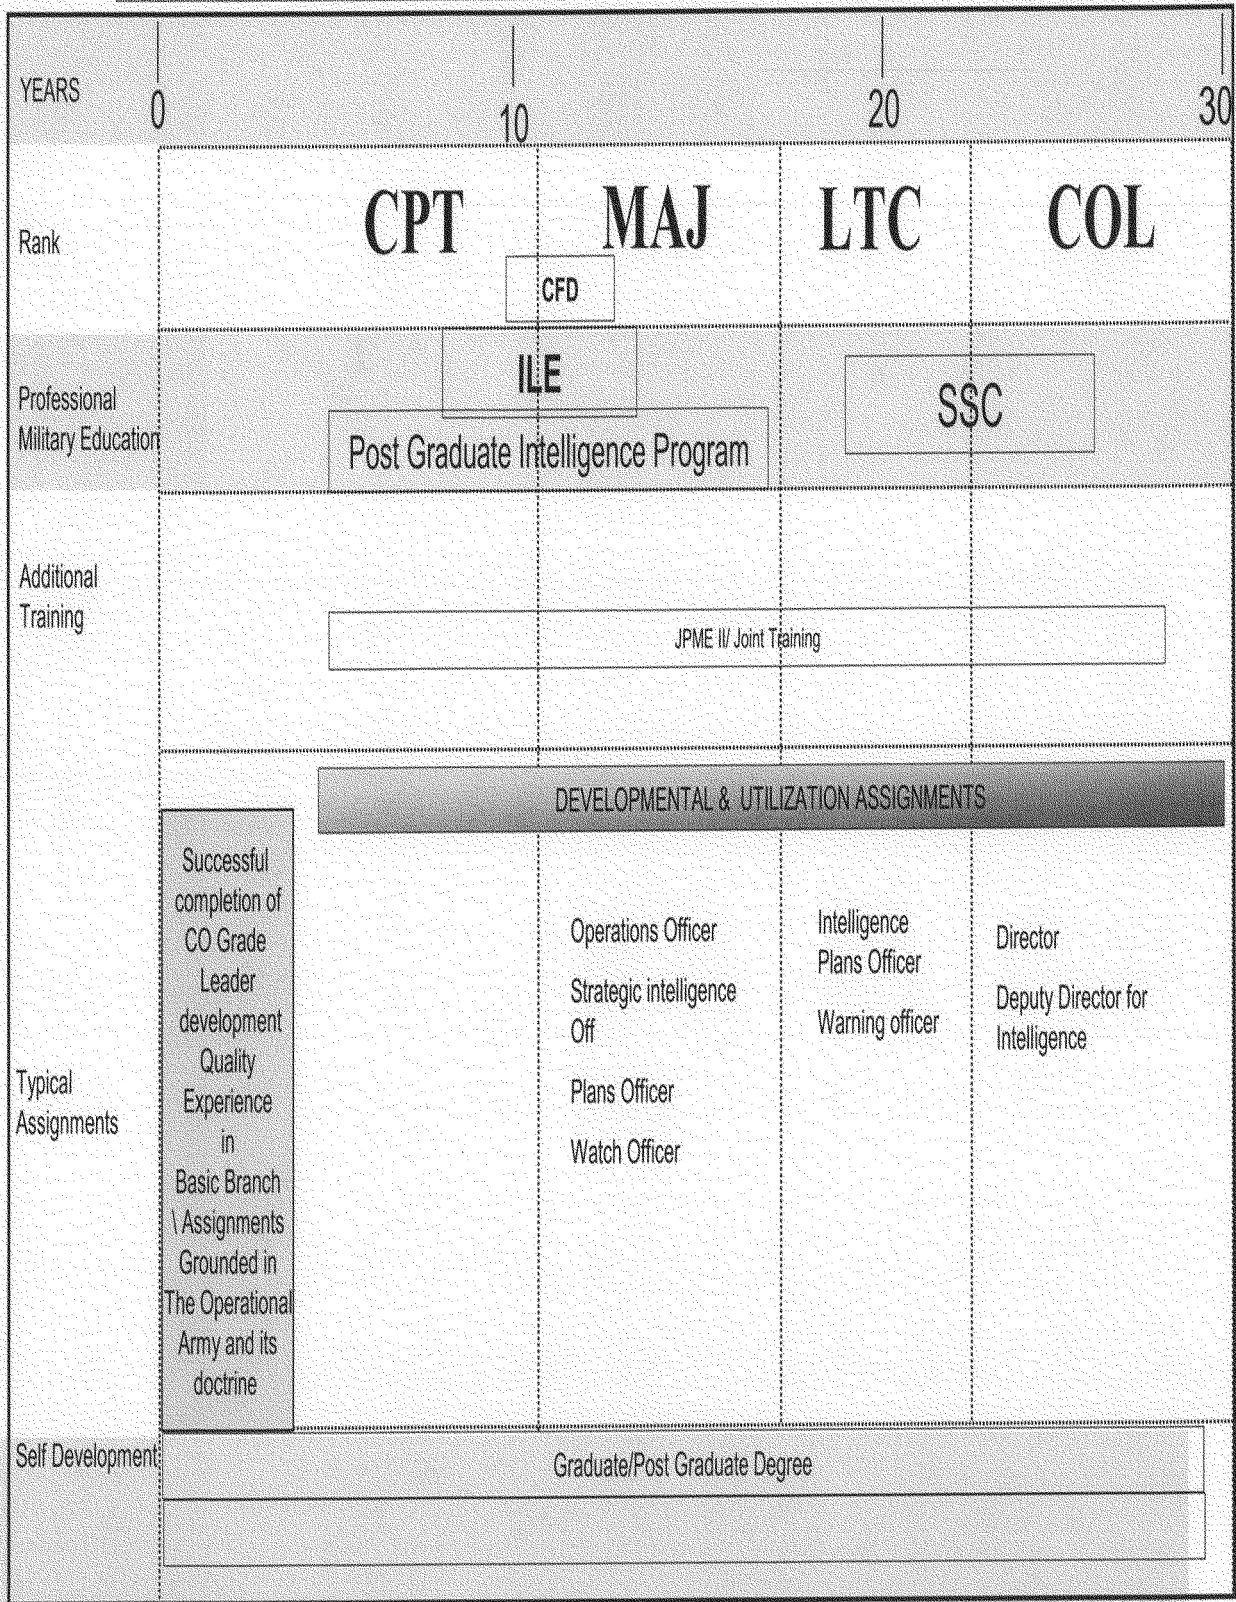 YEARS
0
10
20
30
Rank
CPT
MAJ
LTC
COL
CFD
Professional
Military Education
ILE
SSC
Post Graduate Intelligence Program
Additional
Training
JPME II/ Joint Training
DEVELOPMENTAL & UTILIZATION ASSIGNMENTS
Typical
Assignments
Successful
completion of
CO Grade
Leader
development
Quality
Experience
in
Basic Branch
\ Assignments
Grounded in
The Operational
Army and its
doctrine
Operations Officer
Strategic intelligence
Off
Plans Officer
Watch Officer
Intelligence
Plans Officer
Warning officer
Director
Deputy Director for
Intelligence
Self Development
Graduate/Post Graduate Degree